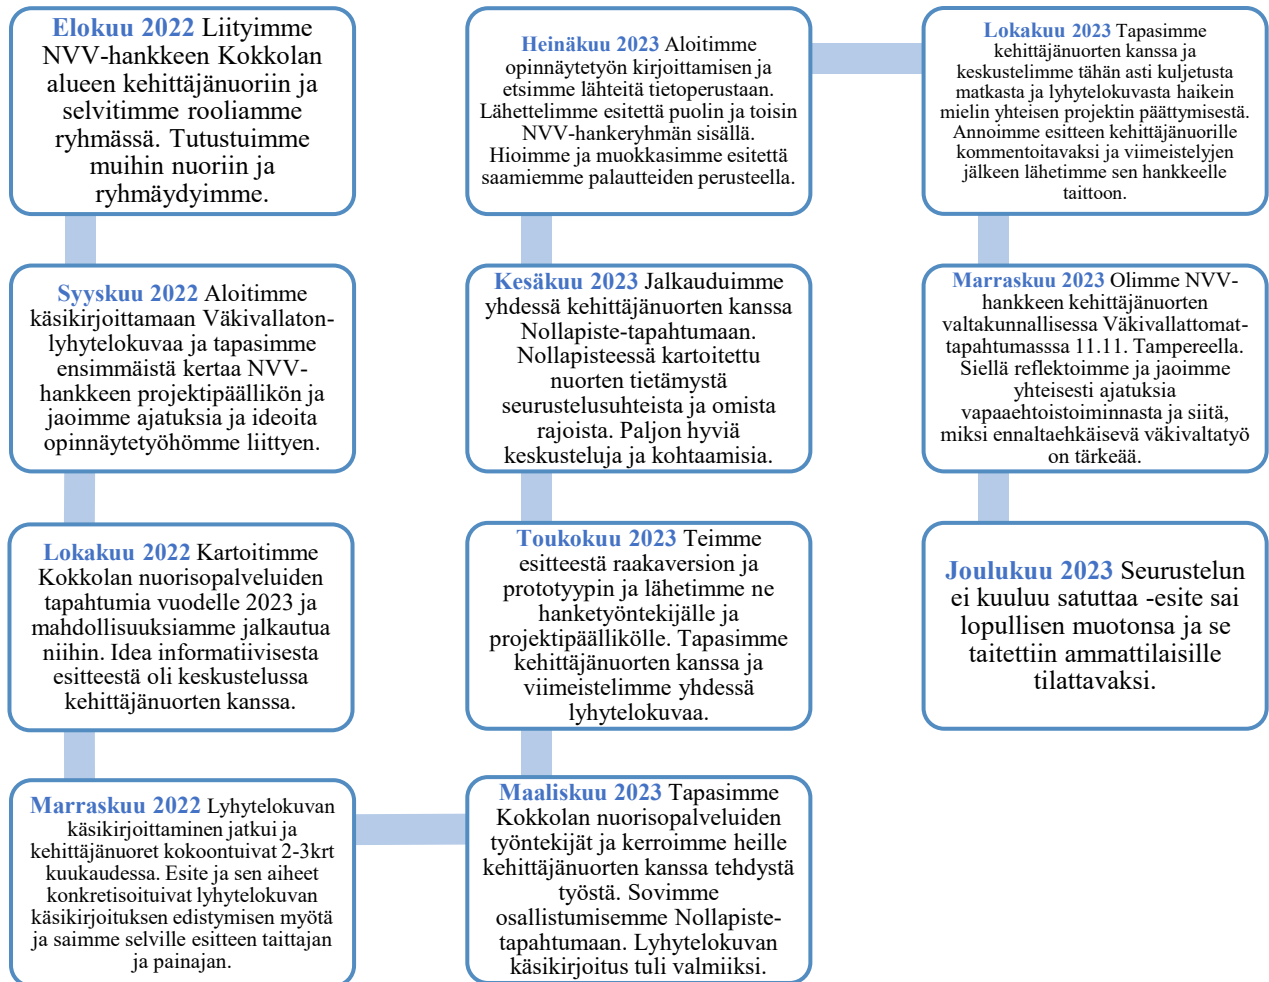 Elokuu 2022 Liityimme
NVV-hankkeen Kokkolan
alueen kehittäjänuoriin ja
selvitimme rooliamme
ryhmässä. Tutustuimme
muihin nuoriin ja
ryhmäydyimme.
Syyskuu 2022 Aloitimme
käsikirjoittamaan Väkivallaton-
lyhytelokuvaa ja tapasimme
ensimmäistä kertaa NVV-
hankkeen projektipäällikön ja
jaoimme ajatuksia ja ideoita
opinnäytetyöhömme liittyen.
Lokakuu 2022 Kartoitimme
Kokkolan nuorisopalveluiden
tapahtumia vuodelle 2023 ja
mahdollisuuksiamme jalkautua
niihin. Idea informatiivisesta
esitteestä oli keskustelussa
kehittäjänuorten kanssa.
Marraskuu 2022 Lyhytelokuvan
käsikirjoittaminen jatkui ja
kehittäjänuoret kokoontuivat 2-3krt
kuukaudessa. Esite ja sen aiheet
konkretisoituivat lyhytelokuvan
käsikirjoituksen edistymisen myötä
ja saimme selville esitteen taittajan
ja painajan.
Maaliskuu 2023 Tapasimme
Kokkolan nuorisopalveluiden
työntekijät ja kerroimme heille
kehittäjänuorten kanssa tehdystä
työstä. Sovimme
osallistumisemme Nollapiste-
tapahtumaan. Lyhytelokuvan
käsikirjoitus tuli valmiiksi.
Toukokuu 2023 Teimme
esitteestä raakaversion ja
prototyypin ja lähetimme ne
hanketyöntekijälle ja
projektipäällikölle. Tapasimme
kehittäjänuorten kanssa ja
viimeistelimme yhdessä
lyhytelokuvaa.
Kesäkuu 2023 Jalkauduimme
yhdessä kehittäjänuorten kanssa
Nollapiste-tapahtumaan.
Nollapisteessä kartoitettu
nuorten tietämystä
seurustelusuhteista ja omista
rajoista. Paljon hyviä
keskusteluja ja kohtaamisia.
Heinäkuu 2023 Aloitimme
opinnäytetyön kirjoittamisen ja
etsimme lähteitä tietoperustaan.
Lähettelimme esitettä puolin ja toisin
NVV-hankeryhmän sisällä.
Hioimme ja muokkasimme esitettä
saamiemme palautteiden perusteella.
Lokakuu 2023 Tapasimme
kehittäjänuorten kanssa ja
keskustelimme tähän asti kuljetusta
matkasta ja lyhytelokuvasta haikein
mielin yhteisen projektin päättymisestä.
Annoimme esitteen kehittäjänuorille
kommentoitavaksi ja viimeistelyjen
jälkeen lähetimme sen hankkeelle
taittoon.
Marraskuu 2023 Olimme NVV-
hankkeen kehittäjänuorten
valtakunnallisessa Väkivallattomat-
tapahtumasssa 11.11. Tampereella.
Siellä reflektoimme ja jaoimme
yhteisesti ajatuksia
vapaaehtoistoiminnasta ja siitä,
miksi ennaltaehkäisevä väkivaltatyö
on tärkeää.
Joulukuu 2023 Seurustelun
ei kuuluu satuttaa -esite sai
lopullisen muotonsa ja se
taitettiin ammattilaisille
tilattavaksi.